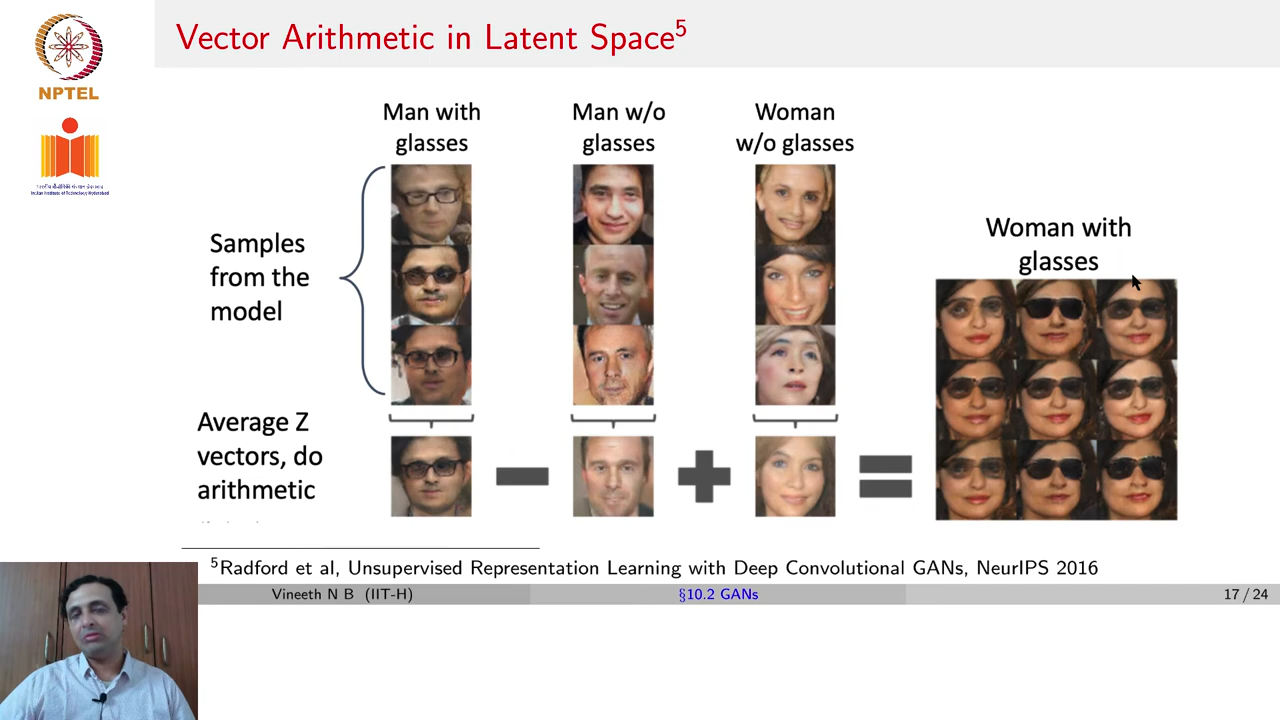 Vector Arithmetic in Latent Space5
NPTEL
Man with
glasses
Man w/o
glasses
Woman
w/o glasses
Samples
from the
model
Woman with
glasses
Average Z
vectors, do
arithmetic
5Radford et al, Unsupervised Representation Learning with Deep Convolutional GANs, NeurIPS 2016
Vineeth N B (IIT-H)
§10.2 GANs
17 / 24